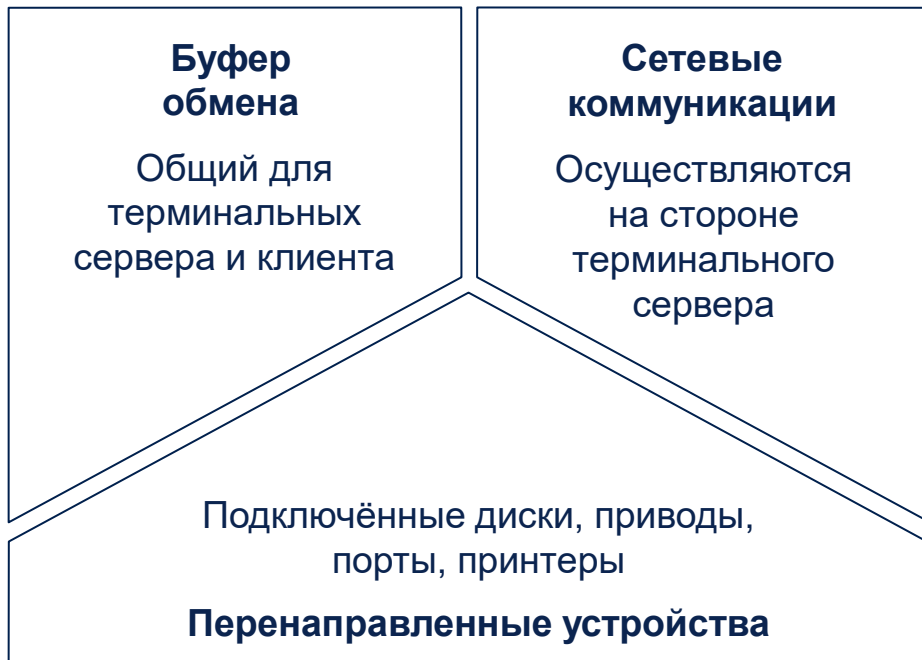 Буфер
обмена
Общий для
терминальных
сервера и клиента
Сетевые
коммуникации
Осуществляются
на стороне
терминального
сервера
Подключённые диски, приводы,
порты, принтеры
Перенаправленные устройства